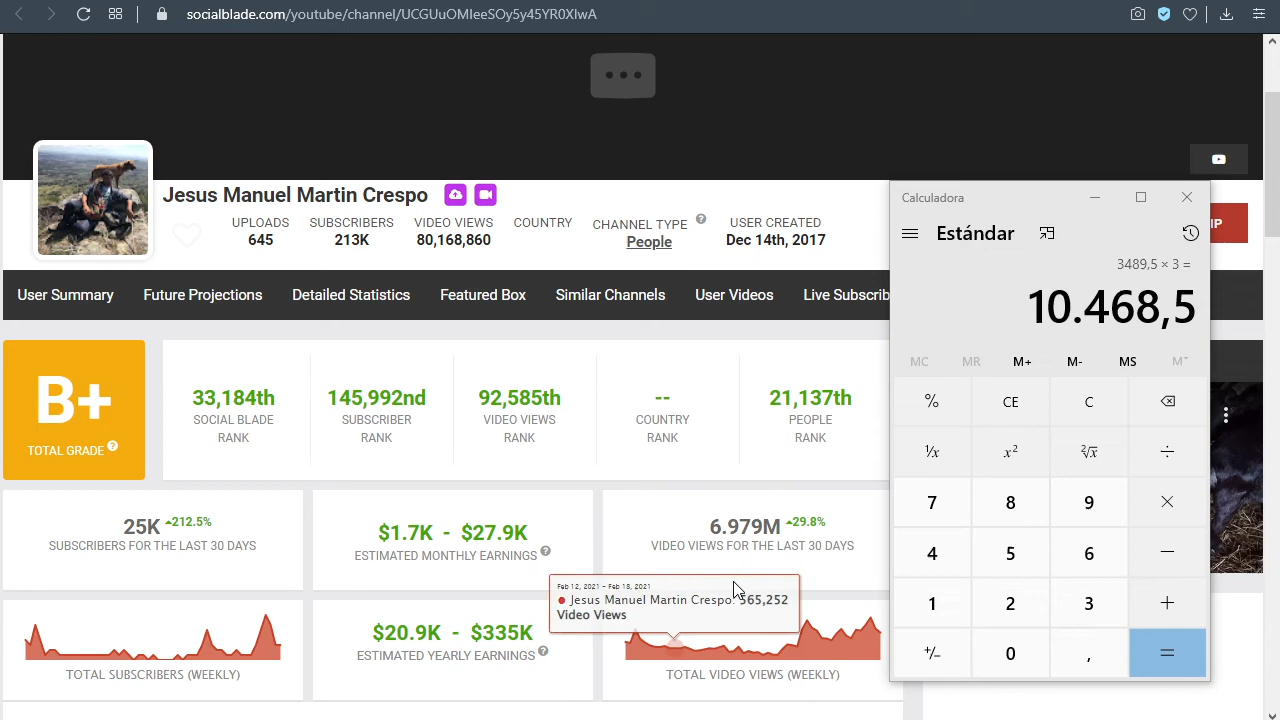 socialblade.com/youtube/channel/UCGUuOMIeeSOy5y45YR0XIwA
Jesus Manuel Martin Crespo
UPLOADS
645
SUBSCRIBERS
213K
VIDEO VIEWS
80,168,860
COUNTRY
CHANNEL TYPE ?
People
USER CREATED
Dec 14th, 2017
IP
User Summary
Future Projections
Detailed Statistics
Featured Box
Similar Channels
User Videos
Live Subscrib
B+
TOTAL GRADE ?
33,184th
SOCIAL BLADE
RANK
145,992nd
SUBSCRIBER
RANK
92,585th
VIDEO VIEWS
RANK
--
COUNTRY
RANK
21,137th
PEOPLE
RANK
25K 212.5%
SUBSCRIBERS FOR THE LAST 30 DAYS
$1.7K - $27.9K
ESTIMATED MONTHLY EARNINGS ?
6.979M 29.8%
VIDEO VIEWS FOR THE LAST 30 DAYS
Feb 12, 2021 - Feb 18, 2021
Jesus Manuel Martin Crespo: 565,252
Video Views
TOTAL SUBSCRIBERS (WEEKLY)
$20.9K - $335K
ESTIMATED YEARLY EARNINGS ?
TOTAL VIDEO VIEWS (WEEKLY)
Calculadora
Estándar
3489,5 × 3 =
10.468,5
MC MR M+ M- MS M˅
% CE C
¹/x x² ²√x ÷
7 8 9 ×
4 5 6 −
1 2 3 +
+/− 0 , =